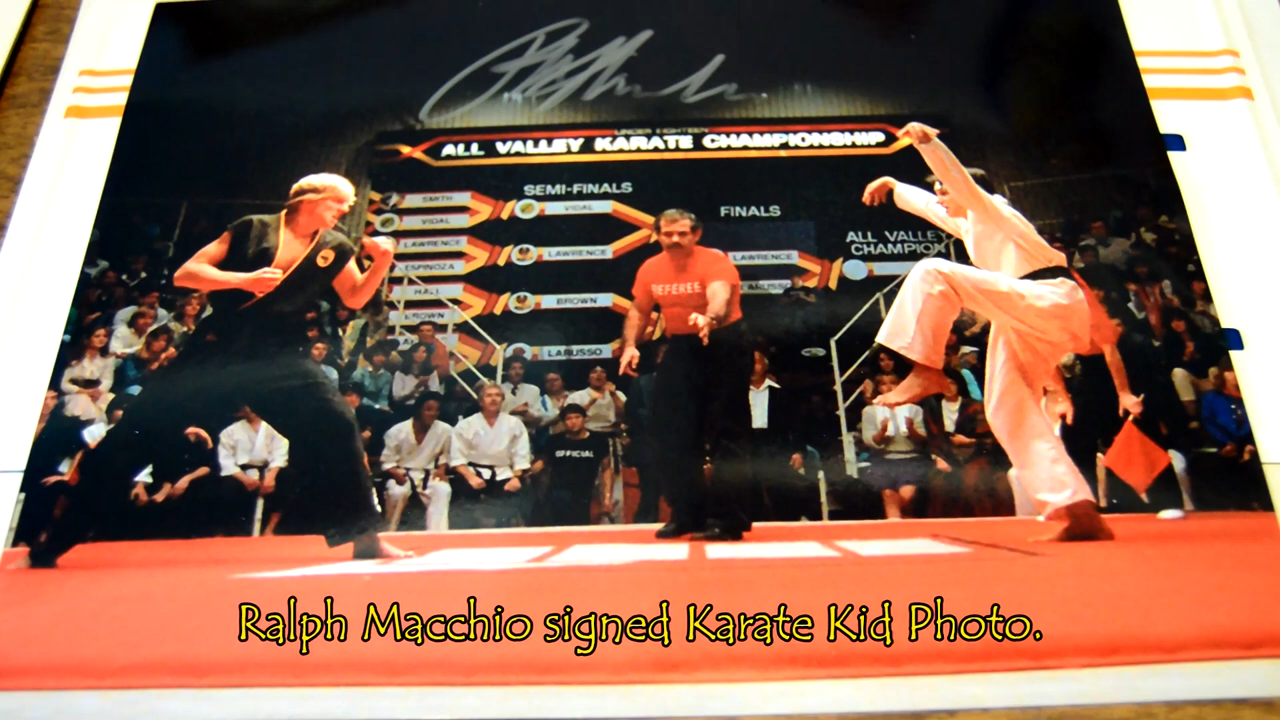 UNDER EIGHTEEN
ALL VALLEY KARATE CHAMPIONSHIP
SEMI-FINALS
FINALS
ALL VALLEY
CHAMPION
SMITH
VIDAL
LAWRENCE
ESPINOZA
HALL
BROWN
VIDAL
LAWRENCE
BROWN
LARUSSO
LAWRENCE
LARUSSO
REFEREE
OFFICIAL
Ralph Macchio signed Karate Kid Photo.